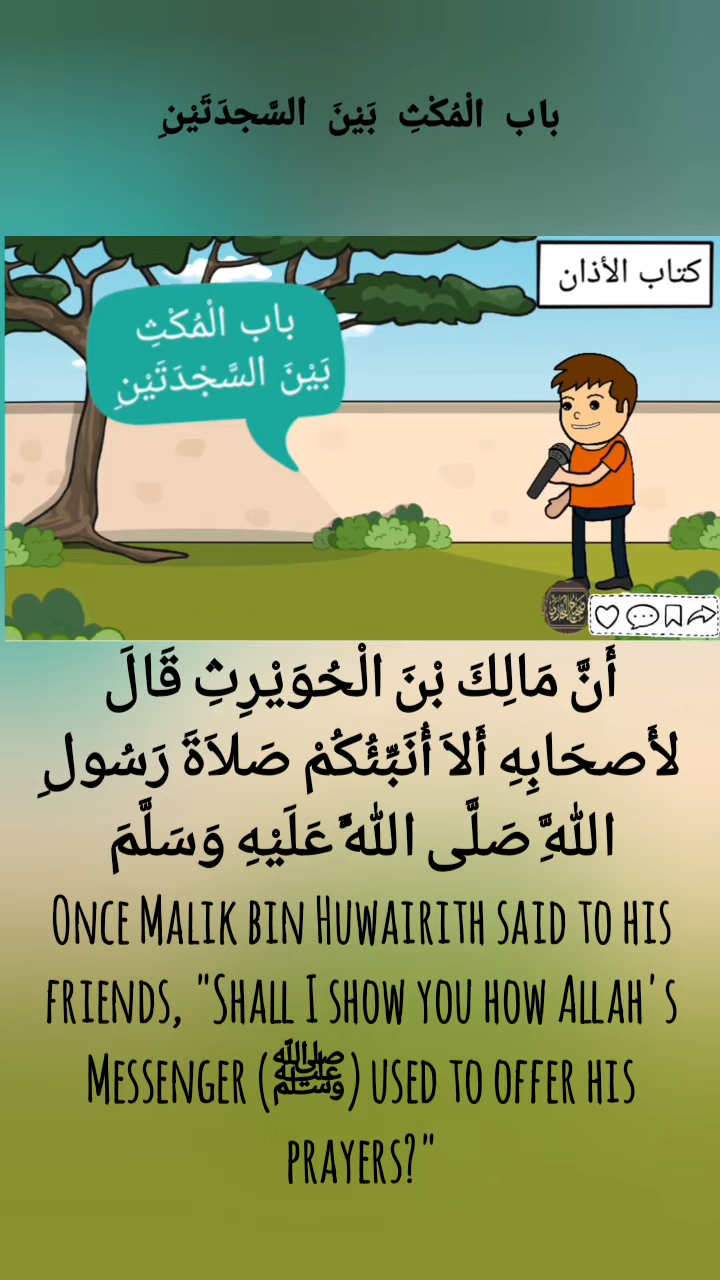 باب الْمُكْثِ بَيْنَ السَّجدَتَيْنِ
كتاب الأذان
باب الْمُكْثِ
بَيْنَ السَّجْدَتَيْنِ
أَنَّ مَالِكَ بْنَ الْحُوَيْرِثِ قَالَ
لأَصحَابِهِ أَلاَ أُنَبِّئُكُمْ صَلاَةَ رَسُولِ
اللَّهِ صَلَّى اللَّهُ عَلَيْهِ وَسَلَّمَ
Once Malik bin Huwairith said to his
friends, "Shall I show you how Allah's
Messenger (ﷺ) used to offer his
prayers?"